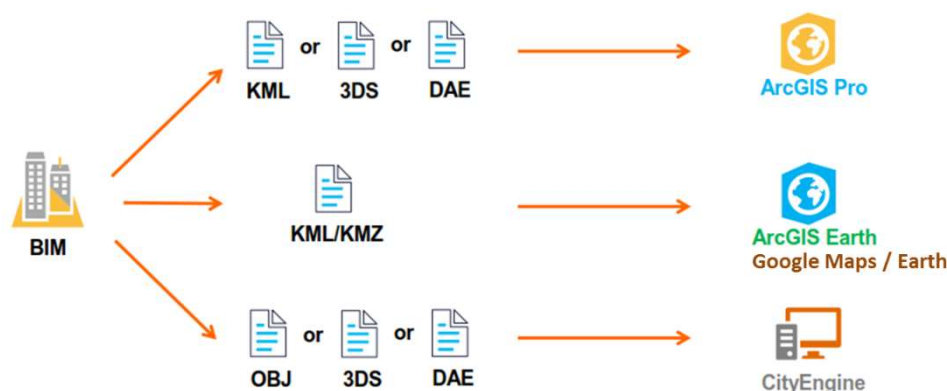 or or
KML 3DS DAE
ArcGIS Pro
BIM
KML/KMZ
ArcGIS Earth
Google Maps / Earth
or or
OBJ 3DS DAE
CityEngine